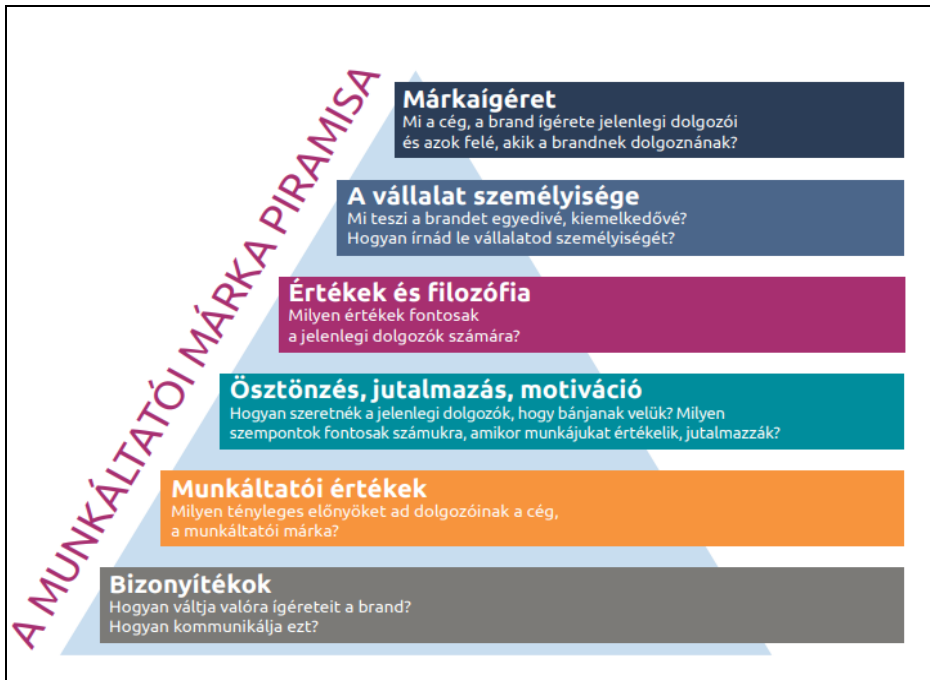 A MUNKÁLTATÓI MÁRKA PIRAMISA
Márkaígéret
Mi a cég, a brand ígérete jelenlegi dolgozói
és azok felé, akik a brandnek dolgoznának?
A vállalat személyisége
Mi teszi a brandet egyedivé, kiemelkedővé?
Hogyan írnád le vállalatod személyiségét?
Értékek és filozófia
Milyen értékek fontosak
a jelenlegi dolgozók számára?
Ösztönzés, jutalmazás, motiváció
Hogyan szeretnék a jelenlegi dolgozók, hogy bánjanak velük? Milyen
szempontok fontosak számukra, amikor munkájukat értékelik, jutalmazzák?
Munkáltatói értékek
Milyen tényleges előnyöket ad dolgozóinak a cég,
a munkáltatói márka?
Bizonyítékok
Hogyan váltja valóra ígéreteit a brand?
Hogyan kommunikálja ezt?